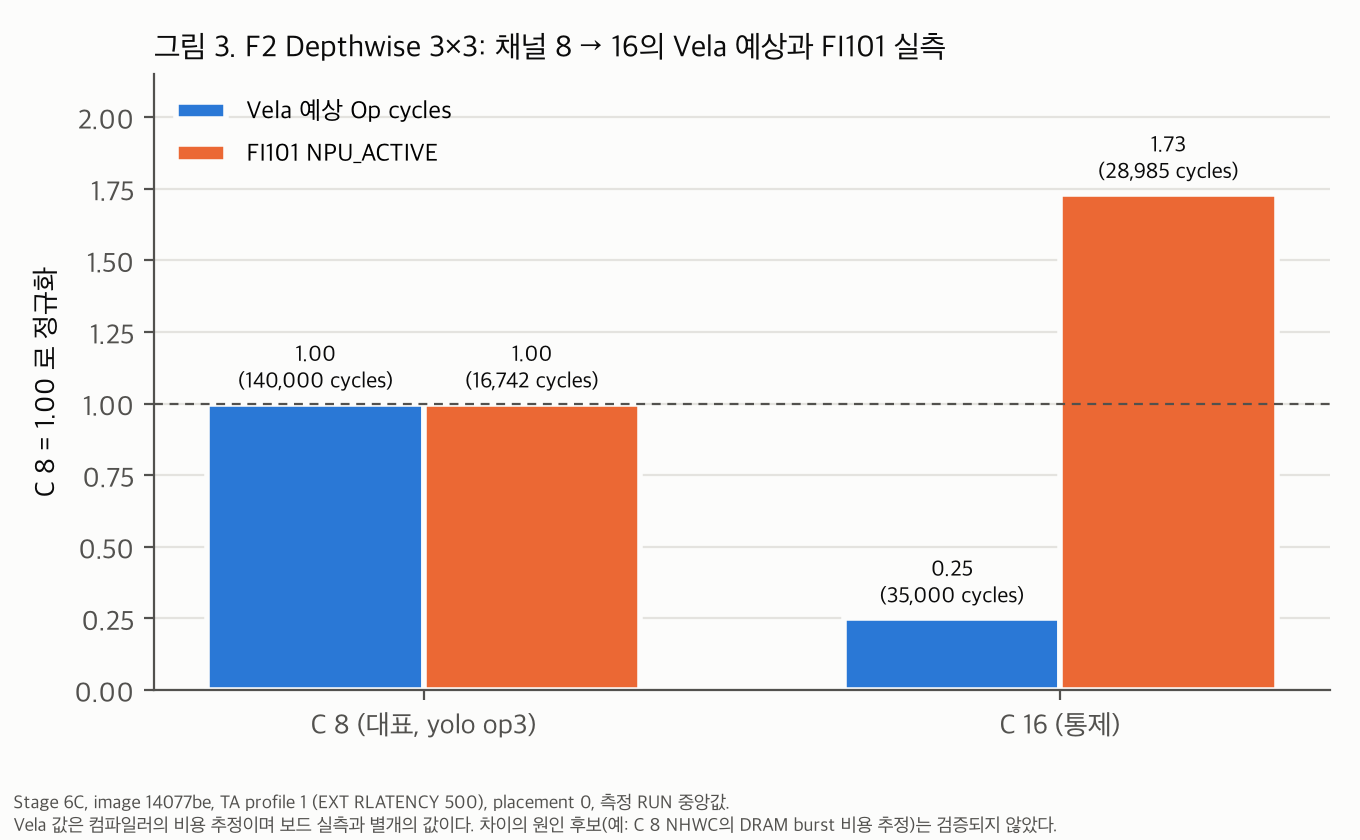 그림 3. F2 Depthwise 3×3: 채널 8 → 16의 Vela 예상과 FI101 실측
Vela 예상 Op cycles
FI101 NPU_ACTIVE
C 8 = 1.00 로 정규화
2.00
1.75
1.50
1.25
1.00
0.75
0.50
0.25
0.00
1.00
(140,000 cycles)
1.00
(16,742 cycles)
0.25
(35,000 cycles)
1.73
(28,985 cycles)
C 8 (대표, yolo op3)
C 16 (통제)
Stage 6C, image 14077be, TA profile 1 (EXT RLATENCY 500), placement 0, 측정 RUN 중앙값.
Vela 값은 컴파일러의 비용 추정이며 보드 실측과 별개의 값이다. 차이의 원인 후보(예: C 8 NHWC의 DRAM burst 비용 추정)는 검증되지 않았다.